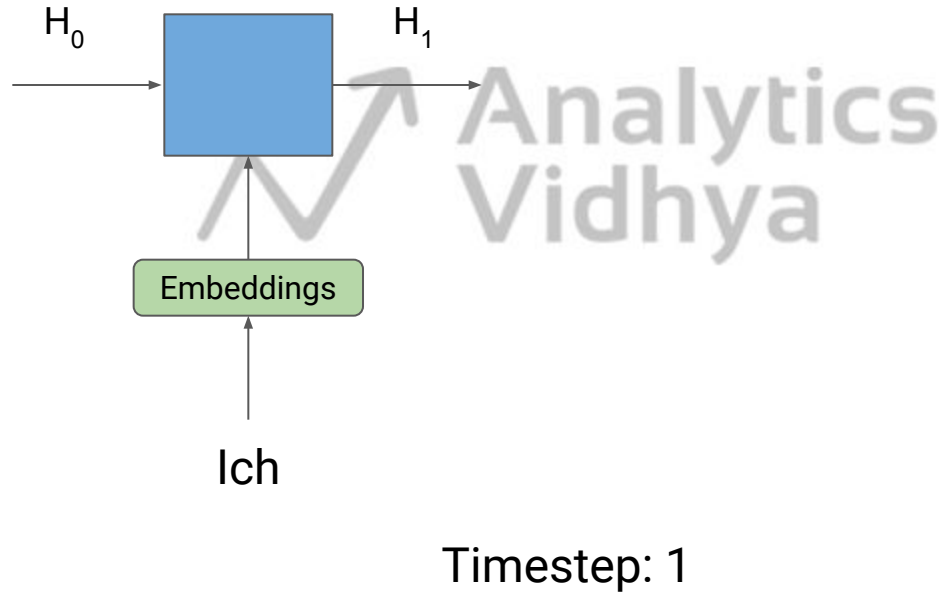 H₀
H₁
Analytics
Vidhya
Embeddings
Ich
Timestep: 1